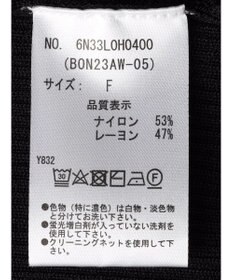 NO. 6N33L0H0400
(BON23AW-05)
サイズ: F
品質表示
ナイロン 53%
レーヨン 47%
Y832
●色物(特に濃色)は白物・淡色物
と分けてお洗い下さい。
●蛍光増白剤が入っていない洗剤を
使用して下さい。
●クリーニングネットを使用して下
さい。